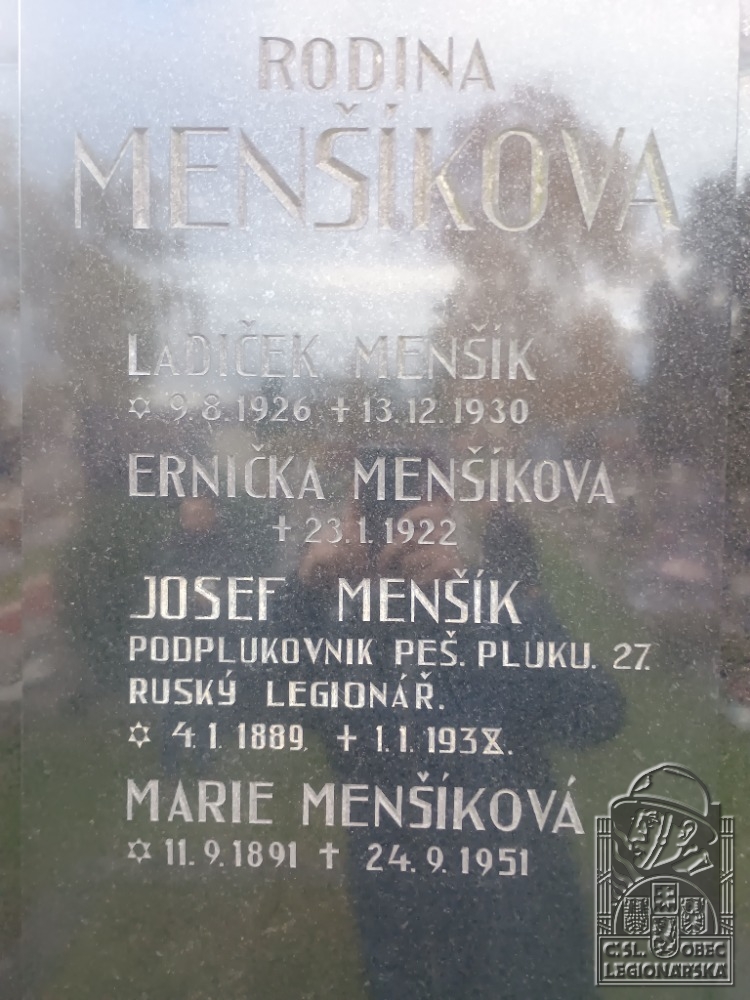 RODINA
MENŠÍKOVA
LADIČEK MENŠÍK
✡ 9.8.1926 ✝ 13.12.1930
ERNIČKA MENŠÍKOVA
✝ 23.1.1922
JOSEF MENŠÍK
PODPLUKOVNIK PEŠ. PLUKU. 27.
RUSKÝ LEGIONÁŘ.
✡ 4.1.1889. ✝ 1.1.1938.
MARIE MENŠÍKOVÁ
✡ 11.9.1891 ✝ 24.9.1951
Č.SL. OBEC
LEGIONÁŘSKÁ